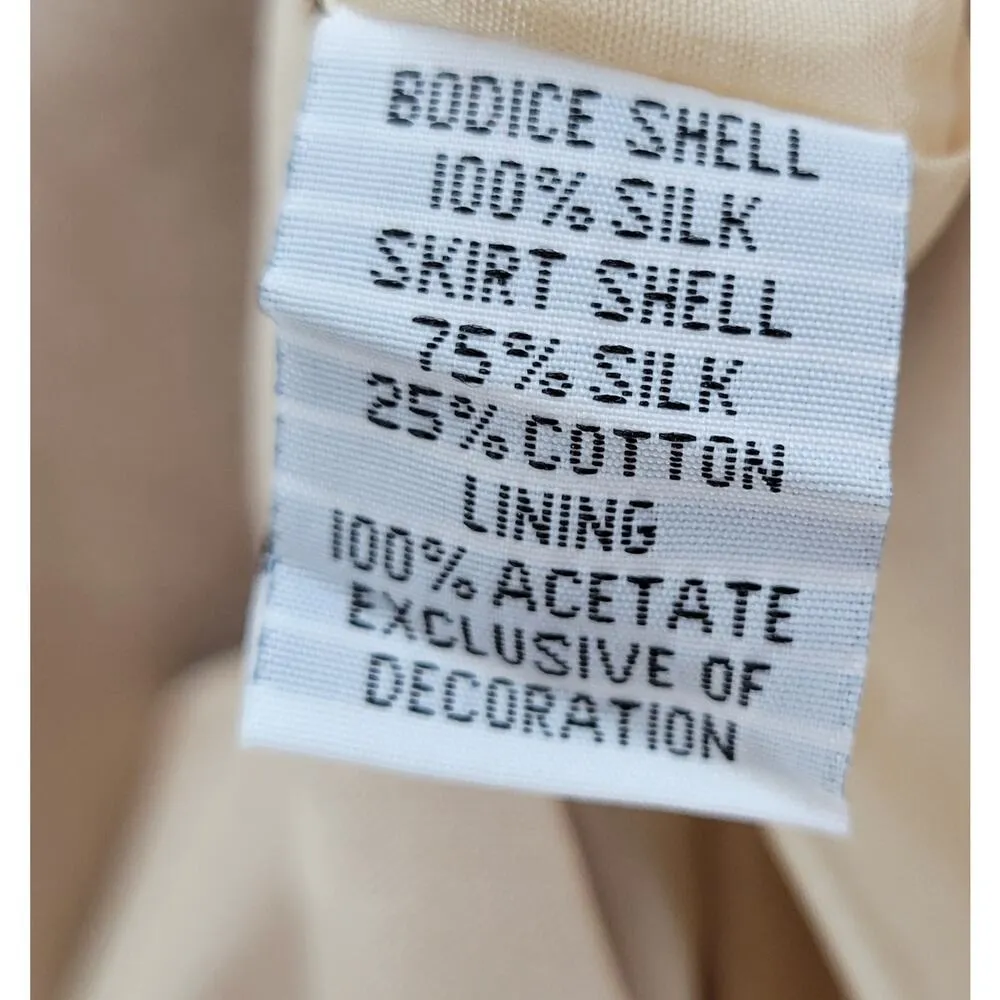 BODICE SHELL
100% SILK
SKIRT SHELL
75% SILK
25% COTTON
LINING
100% ACETATE
EXCLUSIVE OF
DECORATION